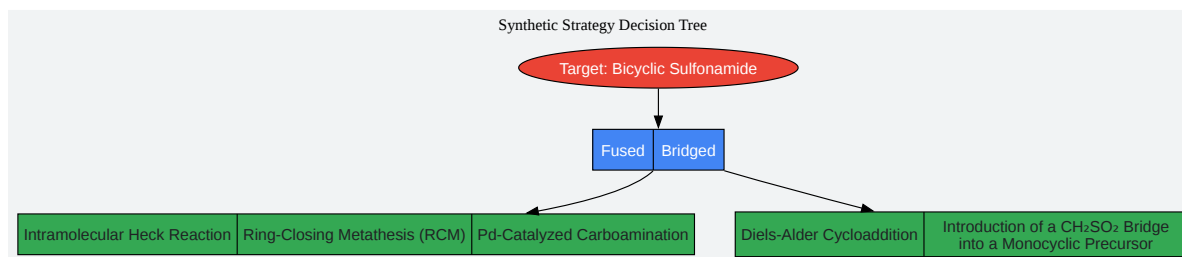 Synthetic Strategy Decision Tree
Target: Bicyclic Sulfonamide
Fused
Bridged
Intramolecular Heck Reaction
Ring-Closing Metathesis (RCM)
Pd-Catalyzed Carboamination
Diels-Alder Cycloaddition
Introduction of a CH₂SO₂ Bridge
into a Monocyclic Precursor